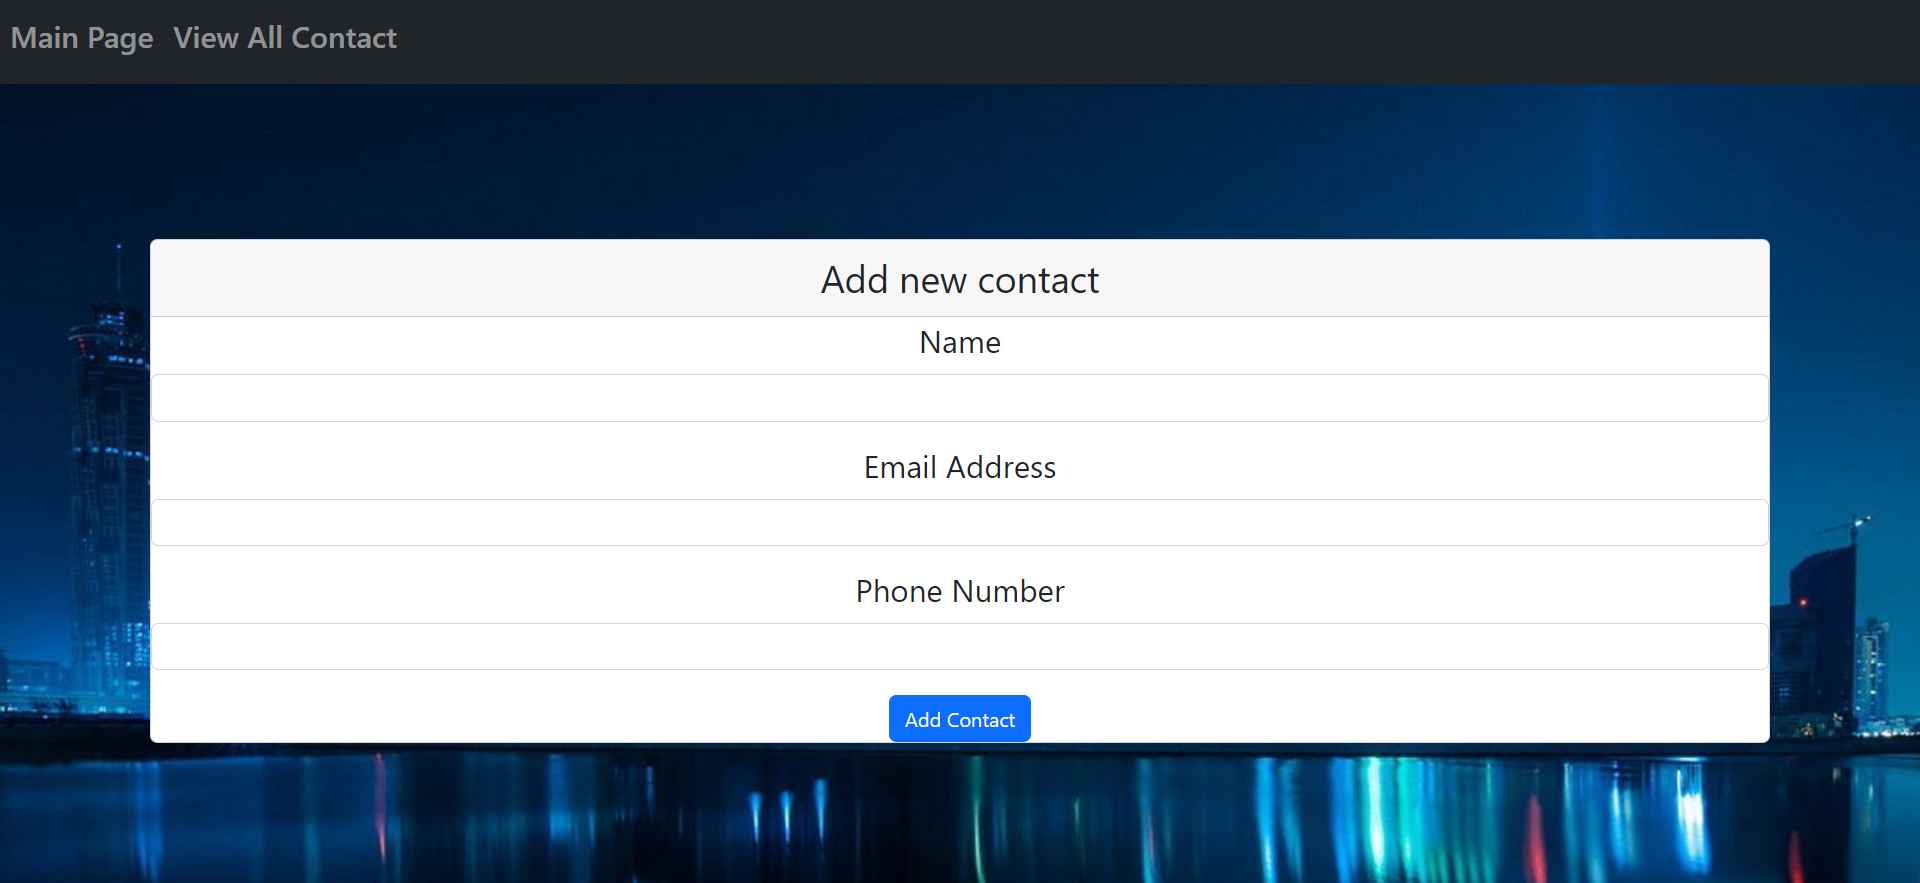 Main Page View All Contact
Add new contact
Name
Email Address
Phone Number
Add Contact